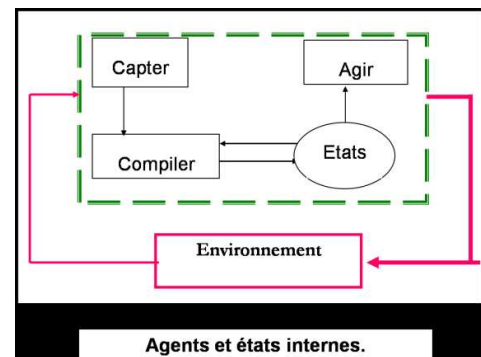 Capter
Agir
Compiler
Etats
Environnement
Agents et états internes.